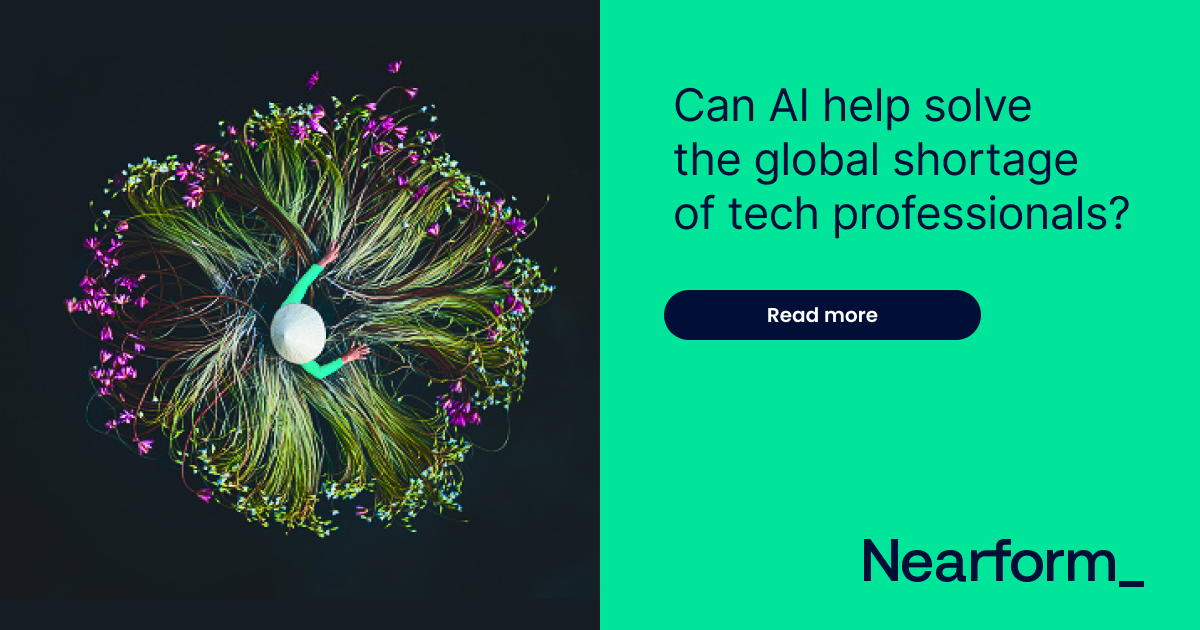 Can AI help solve
the global shortage
of tech professionals?
Read more
Nearform_